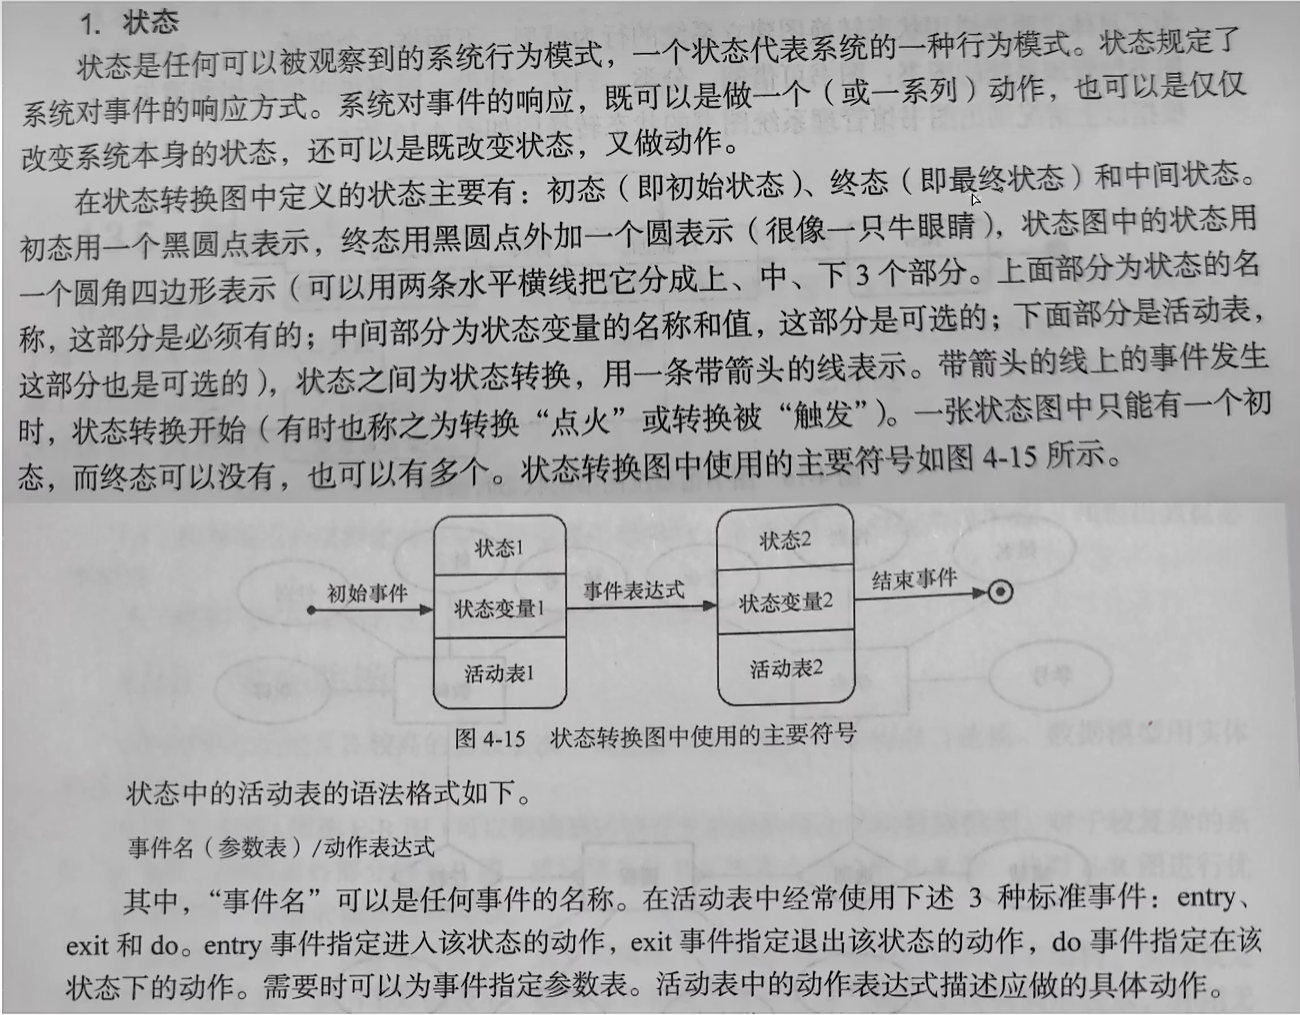 1. 状态
状态是任何可以被观察到的系统行为模式，一个状态代表系统的一种行为模式。状态规定了
系统对事件的响应方式。系统对事件的响应，既可以是做一个（或一系列）动作，也可以是仅仅
改变系统本身的状态，还可以是既改变状态，又做动作。
在状态转换图中定义的状态主要有：初态（即初始状态）、终态（即最终状态）和中间状态。
初态用一个黑圆点表示，终态用黑圆点外加一个圆表示（很像一只牛眼睛），状态图中的状态用
一个圆角四边形表示（可以用两条水平横线把它分成上、中、下 3 个部分。上面部分为状态的名
称，这部分是必须有的；中间部分为状态变量的名称和值，这部分是可选的；下面部分是活动表，
这部分也是可选的），状态之间为状态转换，用一条带箭头的线表示。带箭头的线上的事件发生
时，状态转换开始（有时也称之为转换“点火”或转换被“触发”）。一张状态图中只能有一个初
态，而终态可以没有，也可以有多个。状态转换图中使用的主要符号如图 4-15 所示。
初始事件
状态1
状态变量1
活动表1
事件表达式
状态2
状态变量2
活动表2
结束事件
图 4-15 状态转换图中使用的主要符号
状态中的活动表的语法格式如下。
事件名（参数表）/动作表达式
其中，“事件名”可以是任何事件的名称。在活动表中经常使用下述 3 种标准事件：entry、
exit 和 do。entry 事件指定进入该状态的动作，exit 事件指定退出该状态的动作，do 事件指定在该
状态下的动作。需要时可以为事件指定参数表。活动表中的动作表达式描述应做的具体动作。